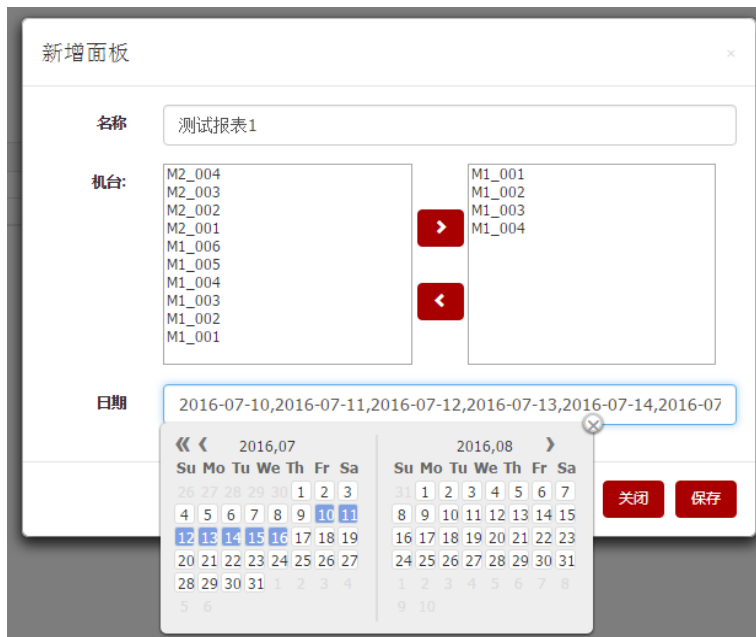 新增面板
×
名称
测试报表1
机台:
M2_004
M2_003
M2_002
M2_001
M1_006
M1_005
M1_004
M1_003
M1_002
M1_001
M1_001
M1_002
M1_003
M1_004
日期
2016-07-10,2016-07-11,2016-07-12,2016-07-13,2016-07-14,2016-07
2016,07
Su Mo Tu We Th Fr Sa
26 27 28 29 30 1 2 3
4 5 6 7 8 9 10 11
12 13 14 15 16 17 18 19
20 21 22 23 24 25 26 27
28 29 30 31 1 2 3 4
5 6
2016,08
Su Mo Tu We Th Fr Sa
31 1 2 3 4 5 6 7
8 9 10 11 12 13 14 15
16 17 18 19 20 21 22 23
24 25 26 27 28 29 30 31
1 2 3 4 5 6 7 8
9 10
关闭
保存